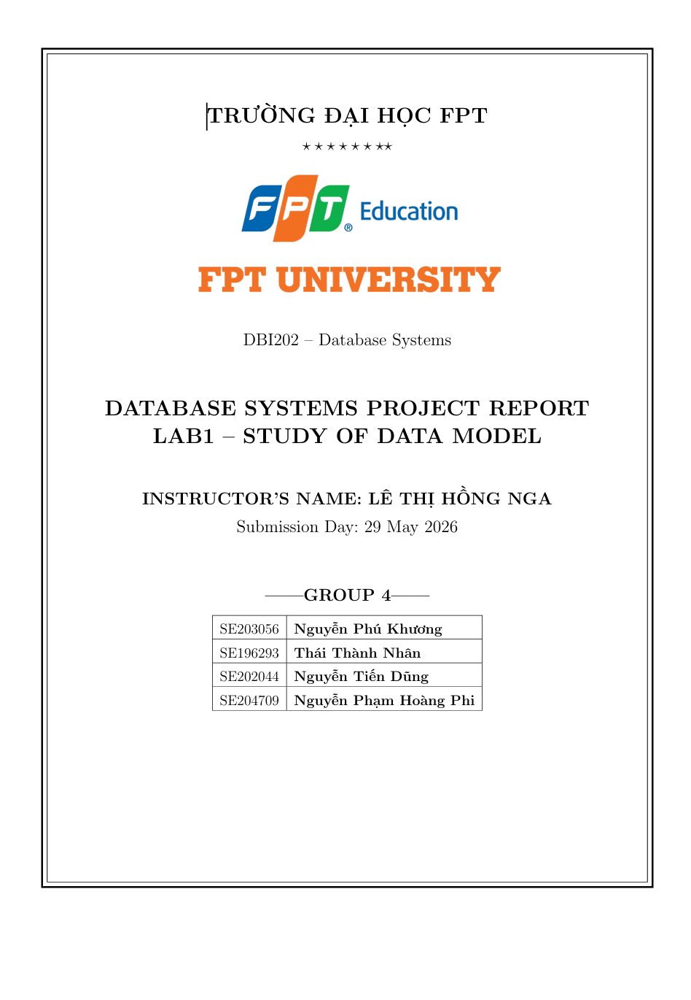 TRƯỜNG ĐẠI HỌC FPT
⋆⋆⋆⋆⋆⋆⋆⋆
FPT® Education
FPT UNIVERSITY
DBI202 – Database Systems
DATABASE SYSTEMS PROJECT REPORT
LAB1 – STUDY OF DATA MODEL
INSTRUCTOR’S NAME: LÊ THỊ HỒNG NGA
Submission Day: 29 May 2026
——GROUP 4——
SE203056 Nguyễn Phú Khương
SE196293 Thái Thành Nhân
SE202044 Nguyễn Tiến Dũng
SE204709 Nguyễn Phạm Hoàng Phi